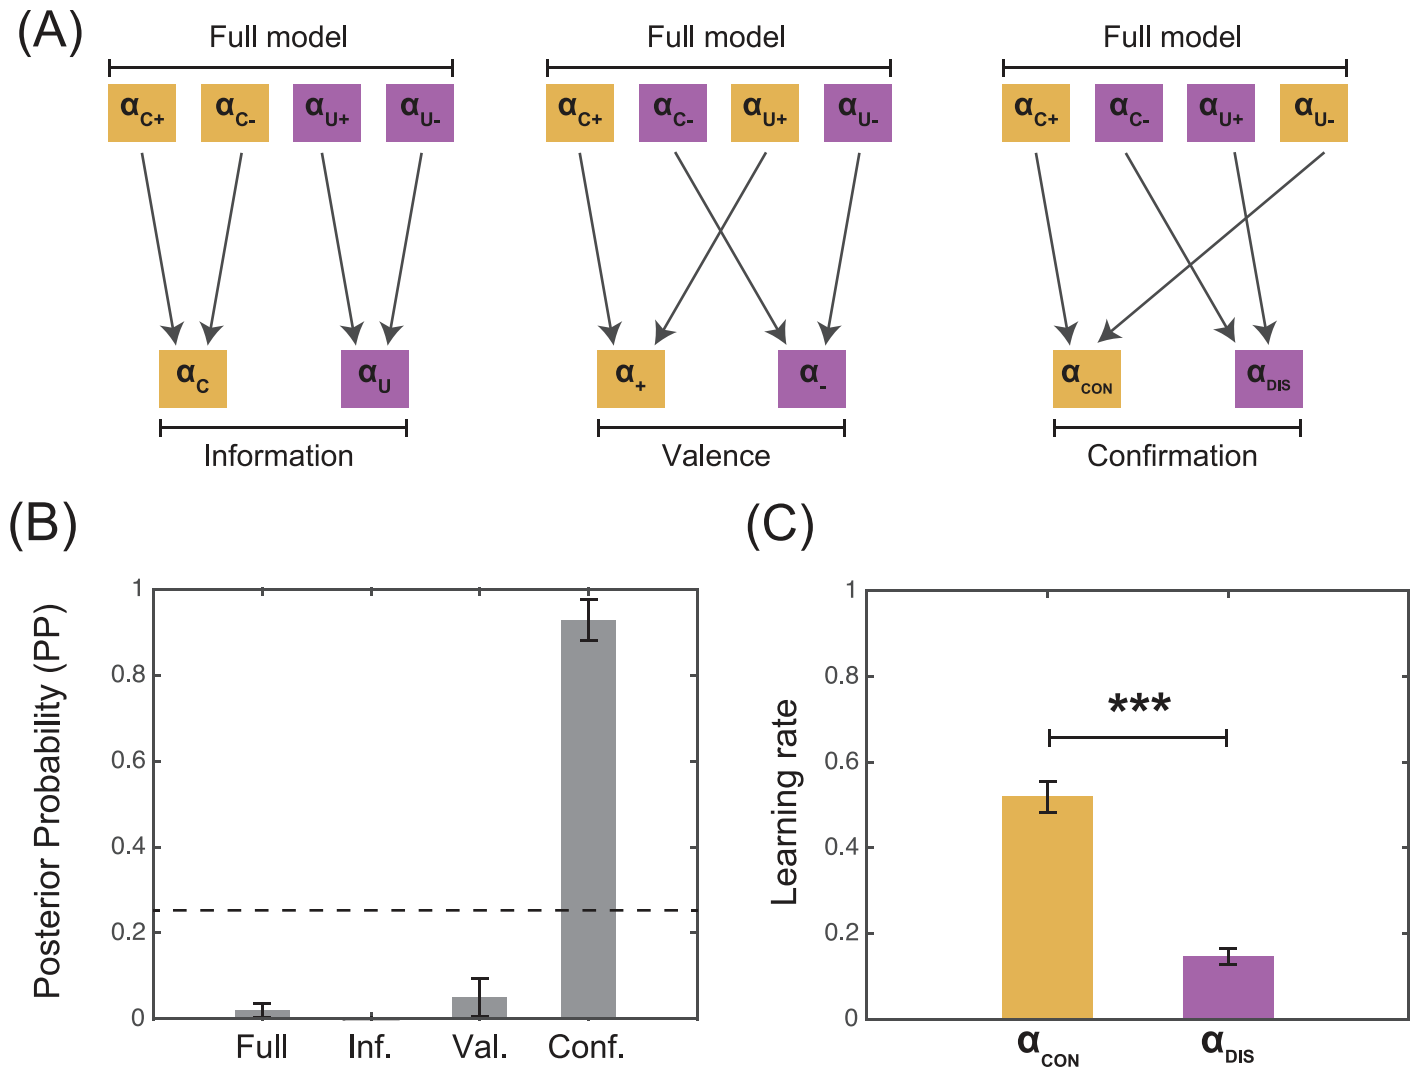 (A)
Full model Full model Full model
αC+ αC- αU+ αU- αC+ αC- αU+ αU- αC+ αC- αU+ αU-
αC αU α+ α- αCON αDIS
Information Valence Confirmation
(B)
Posterior Probability (PP)
1
0.8
0.6
0.4
0.2
0
Full Inf. Val. Conf.
(C)
Learning rate
1
0.8
0.6
0.4
0.2
0
***
αCON αDIS